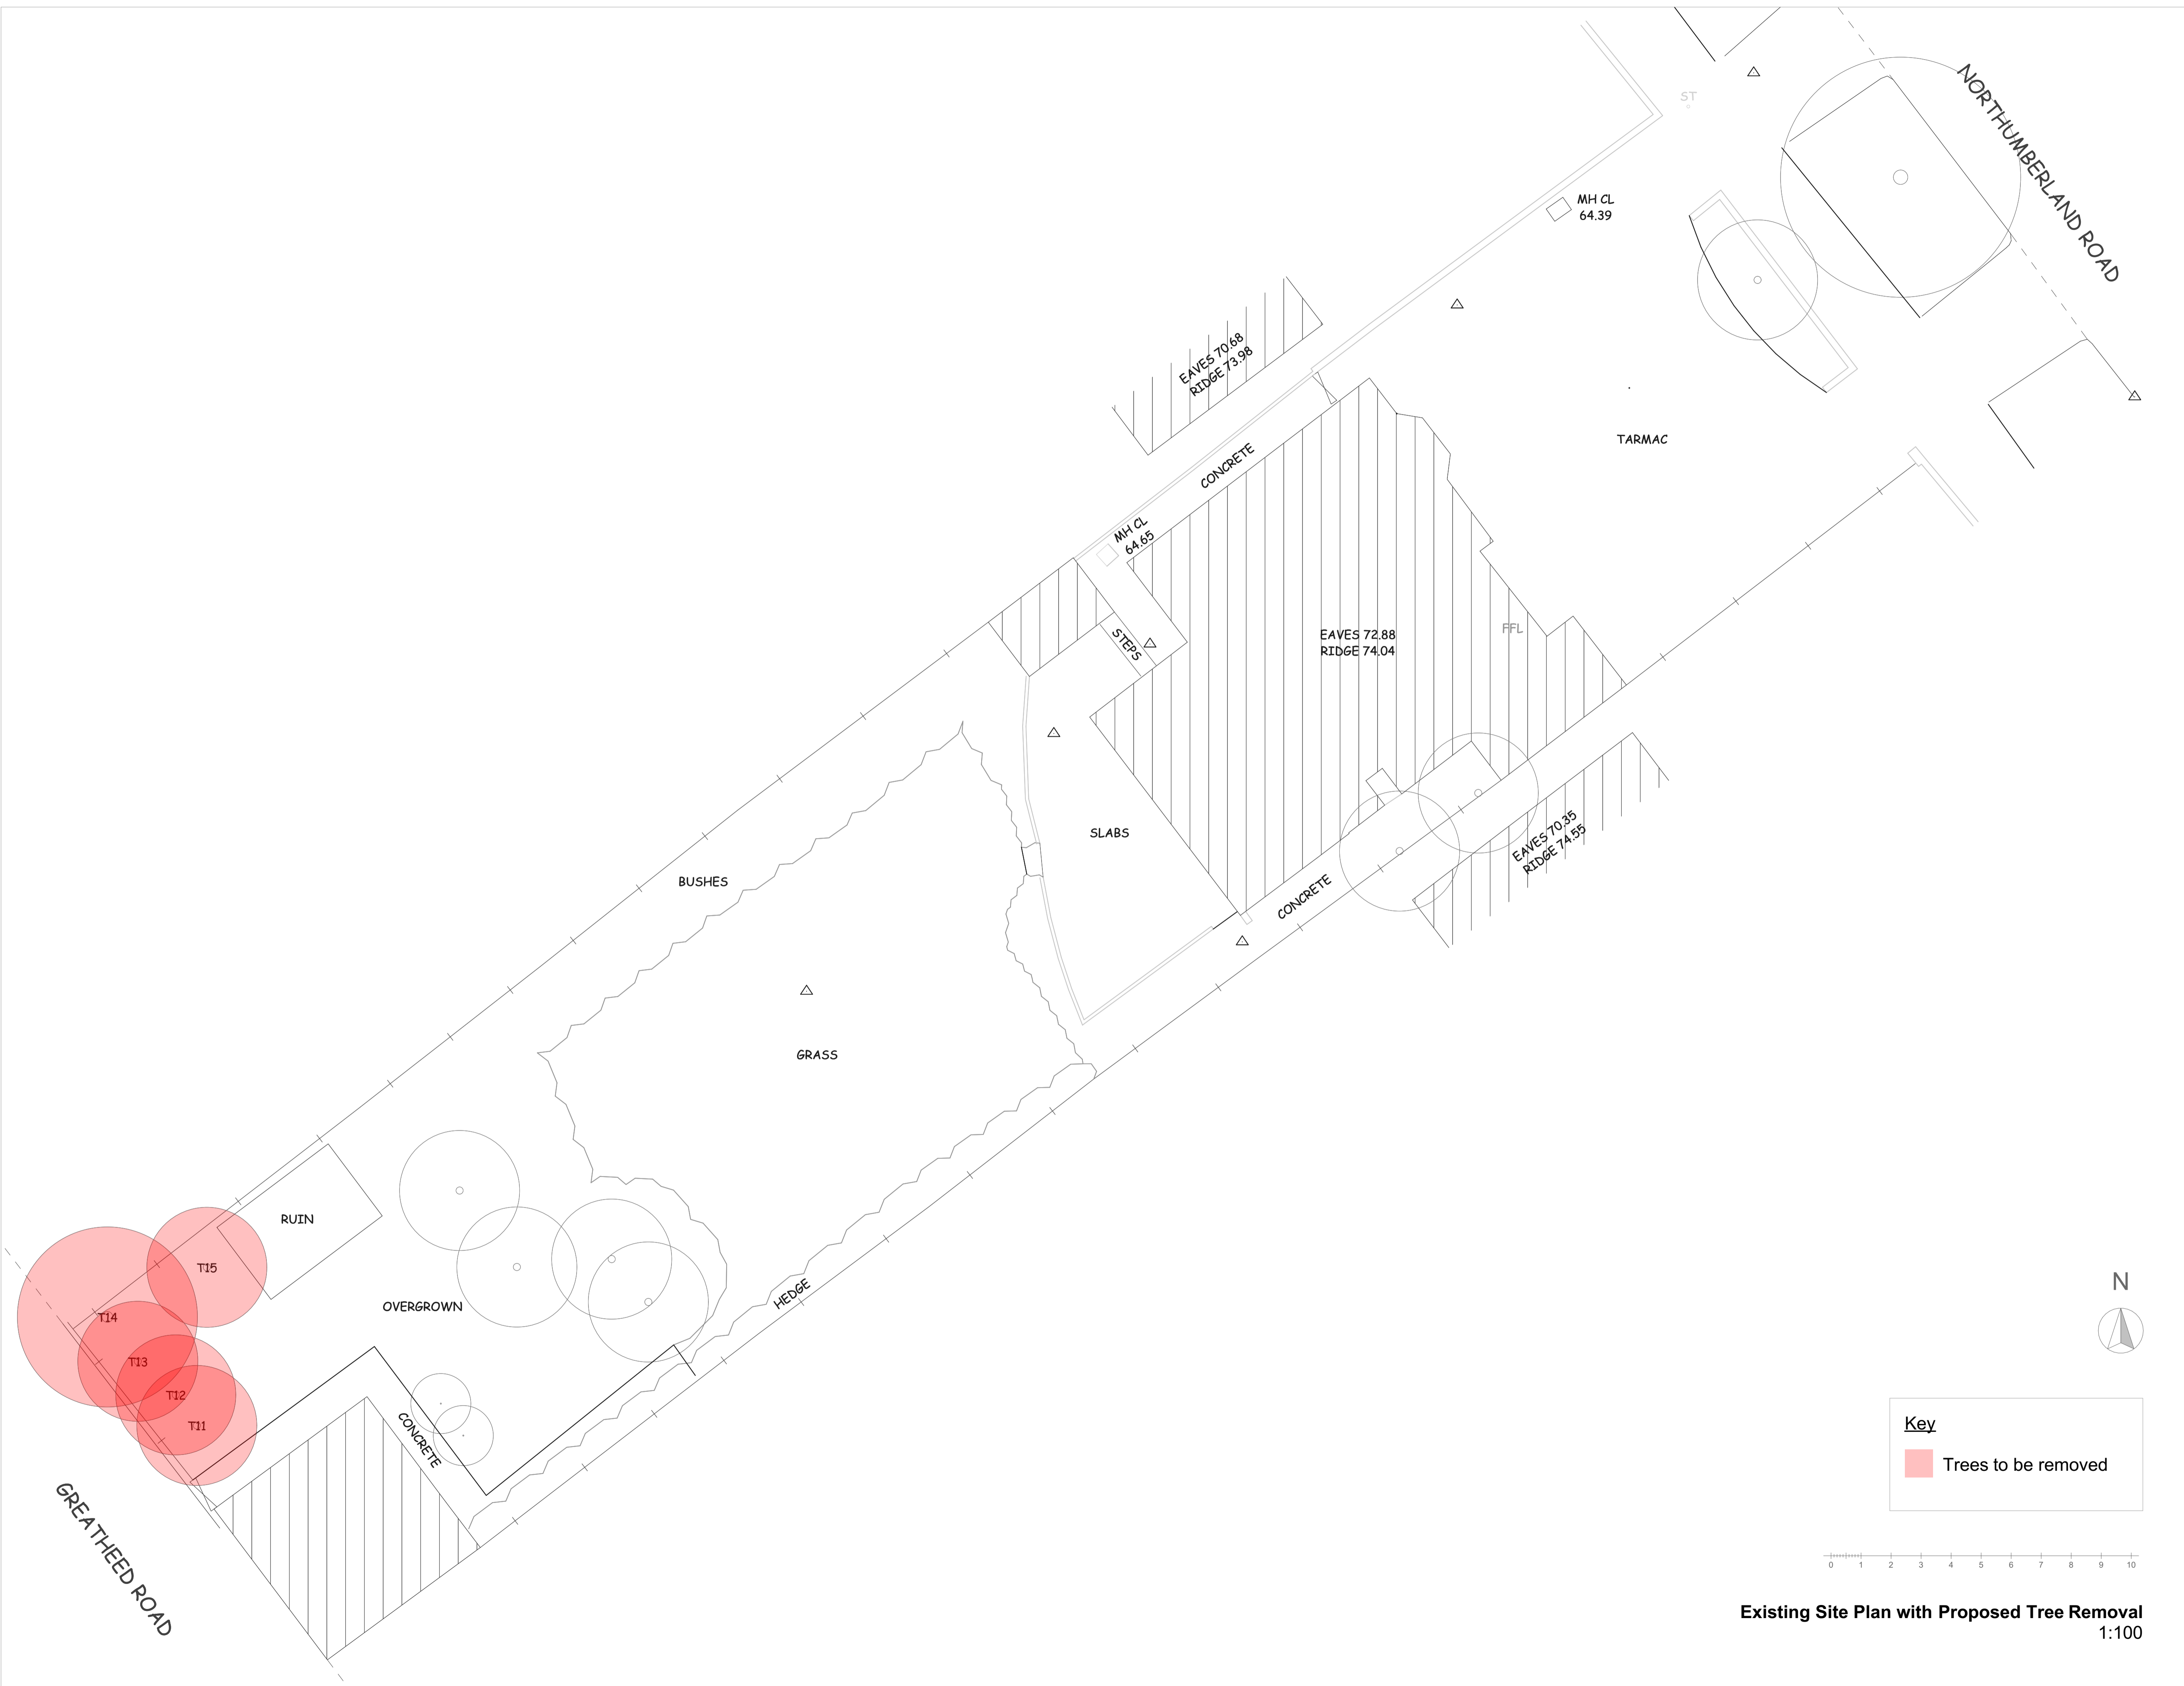 NORTHUMBERLAND ROAD
ST
MH CL
64.39
EAVES 70.68
RIDGE 73.98
TARMAC
CONCRETE
MH CL
64.65
STEPS
EAVES 72.88
RIDGE 74.04
FFL
SLABS
EAVES 70.35
RIDGE 74.55
CONCRETE
BUSHES
GRASS
HEDGE
RUIN
OVERGROWN
T15
T14
T13
T12
T11
CONCRETE
GREATHEED ROAD
N
Key
Trees to be removed
0 1 2 3 4 5 6 7 8 9 10
Existing Site Plan with Proposed Tree Removal
1:100